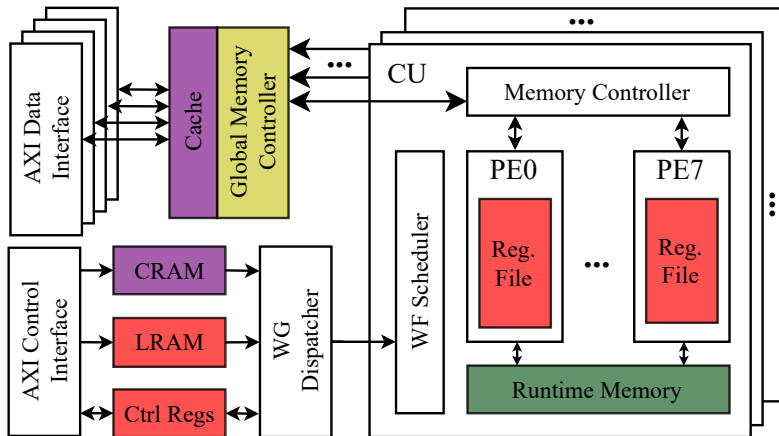 AXI Data
Interface
Cache
Global Memory
Controller
...
...
CU
Memory Controller
PE0
PE7
Reg.
File
...
Reg.
File
...
WF Scheduler
Runtime Memory
AXI Control
Interface
CRAM
LRAM
Ctrl Regs
WG
Dispatcher